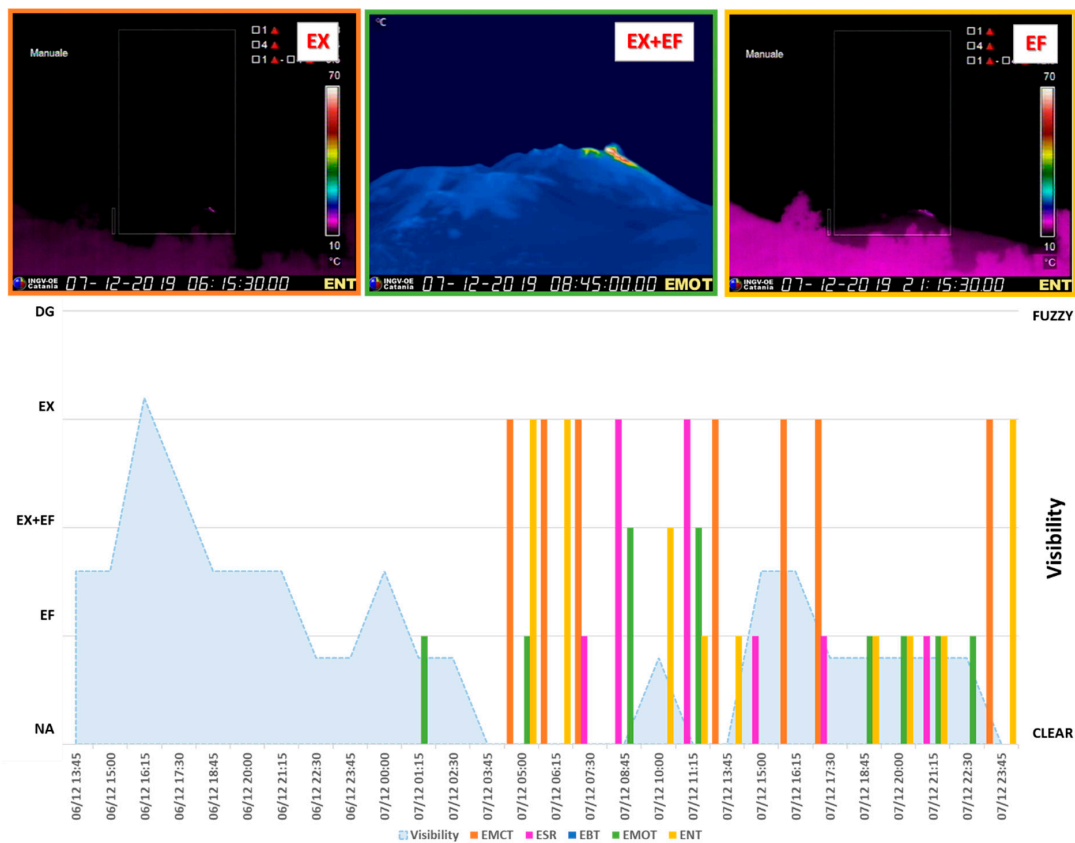 EX
Manuale
1
4
1 - 
70
10
°C
INGV-OE
Catania
07-12-2019 06:15:30.00
ENT
°C
EX+EF
INGV-OE
Catania
07-12-2019 08:45:00.00
EMOT
EF
Manuale
1
4
1 - 
70
10
°C
INGV-OE
Catania
07-12-2019 21:15:30.00
ENT
DG
FUZZY
EX
EX+EF
EF
NA
CLEAR
Visibility
06/12 13:45
06/12 15:00
06/12 16:15
06/12 17:30
06/12 18:45
06/12 20:00
06/12 21:15
06/12 22:30
06/12 23:45
07/12 00:00
07/12 01:15
07/12 02:30
07/12 03:45
07/12 05:00
07/12 06:15
07/12 07:30
07/12 08:45
07/12 10:00
07/12 11:15
07/12 13:45
07/12 15:00
07/12 16:15
07/12 17:30
07/12 18:45
07/12 20:00
07/12 21:15
07/12 22:30
07/12 23:45
Visibility EMCT ESR EBT EMOT ENT